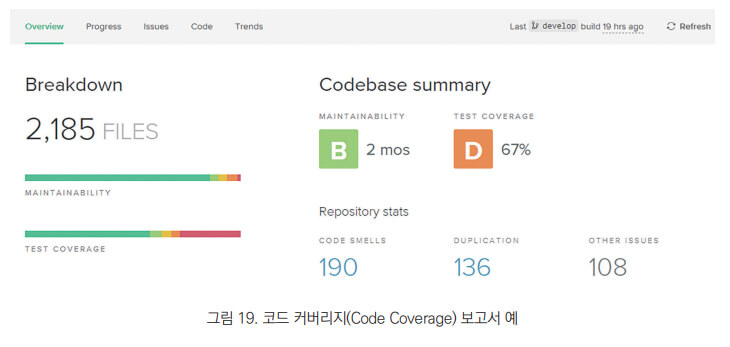 Overview Progress Issues Code Trends Last develop build 19 hrs ago Refresh
Breakdown
2,185 FILES
MAINTAINABILITY
TEST COVERAGE
Codebase summary
MAINTAINABILITY TEST COVERAGE
B 2 mos D 67%
Repository stats
CODE SMELLS DUPLICATION OTHER ISSUES
190 136 108
그림 19. 코드 커버리지(Code Coverage) 보고서 예